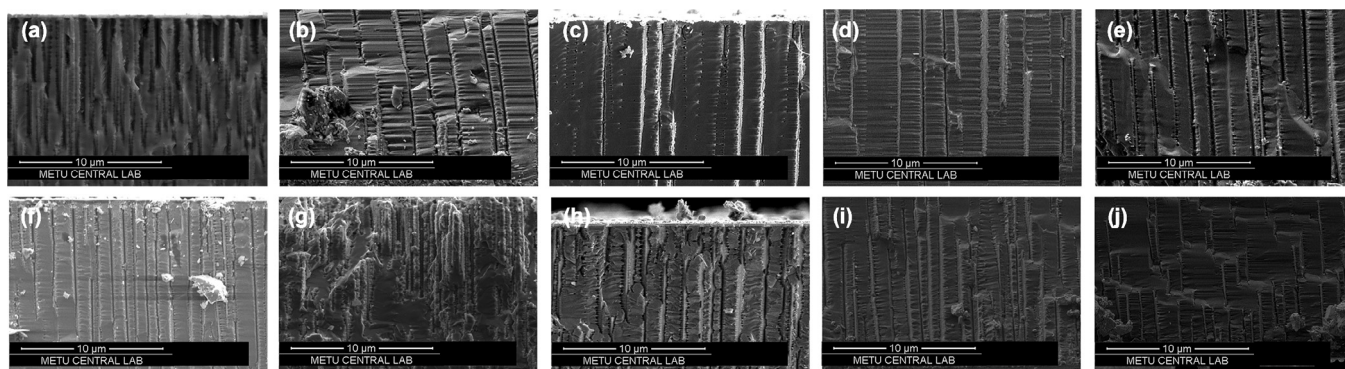 (a)
10 µm
METU CENTRAL LAB
(b)
10 µm
METU CENTRAL LAB
(c)
10 µm
METU CENTRAL LAB
(d)
10 µm
METU CENTRAL LAB
(e)
10 µm
METU CENTRAL LAB
(f)
10 µm
METU CENTRAL LAB
(g)
10 µm
METU CENTRAL LAB
(h)
10 µm
METU CENTRAL LAB
(i)
10 µm
METU CENTRAL LAB
(j)
10 µm
METU CENTRAL LAB